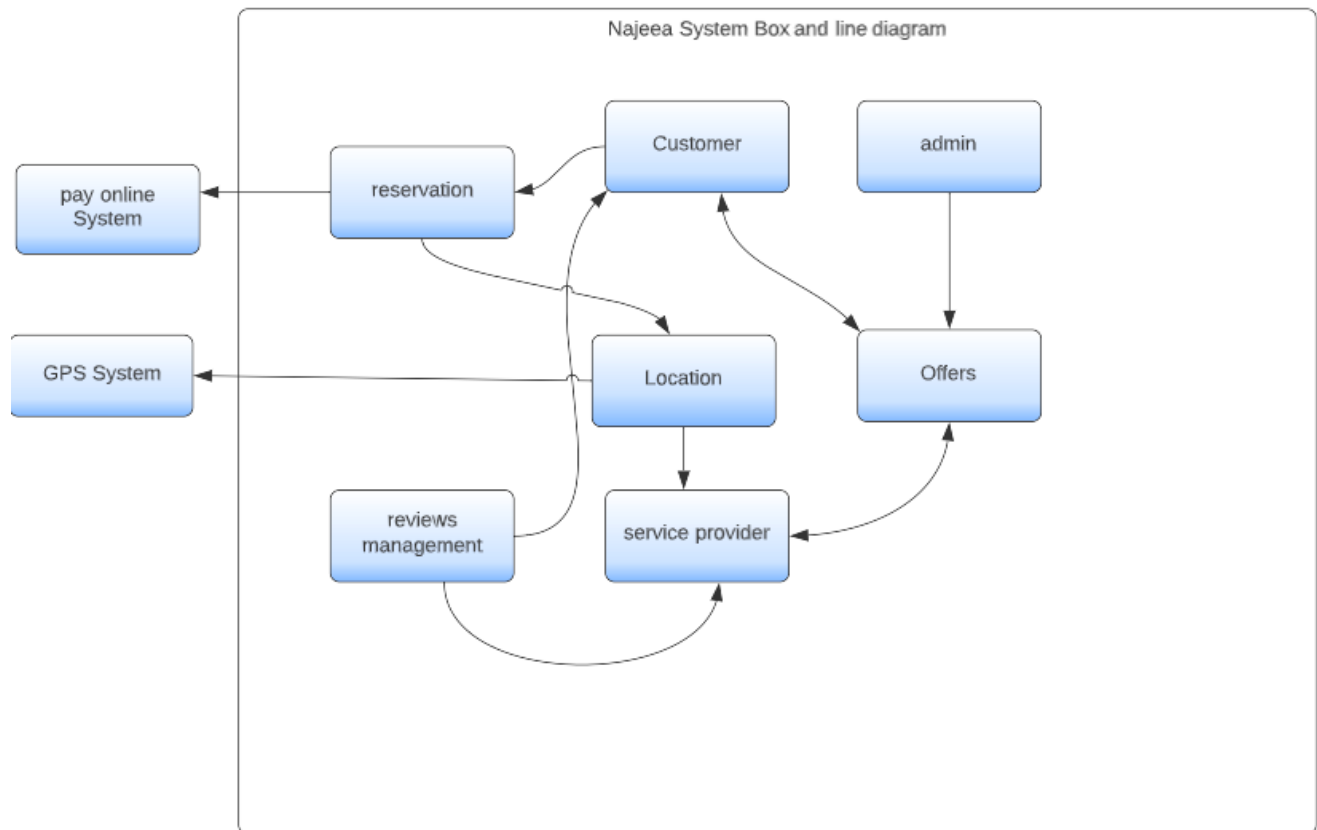 Najeea System Box and line diagram
Customer
admin
reservation
pay online
System
GPS System
Location
Offers
reviews
management
service provider